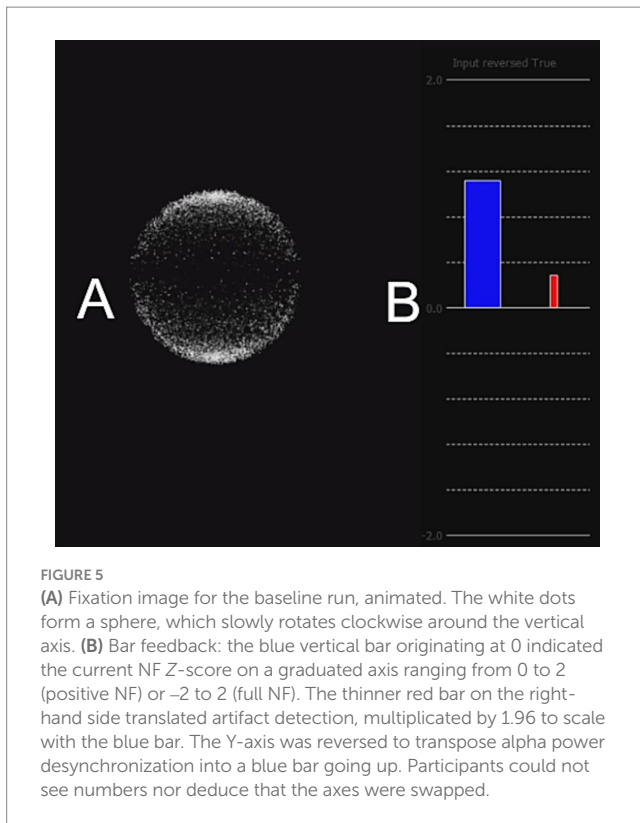 Input reversed True
2.0
A
B
0.0
-2.0
FIGURE 5
(A) Fixation image for the baseline run, animated. The white dots
form a sphere, which slowly rotates clockwise around the vertical
axis. (B) Bar feedback: the blue vertical bar originating at 0 indicated
the current NF Z-score on a graduated axis ranging from 0 to 2
(positive NF) or –2 to 2 (full NF). The thinner red bar on the right-
hand side translated artifact detection, multiplicated by 1.96 to scale
with the blue bar. The Y-axis was reversed to transpose alpha power
desynchronization into a blue bar going up. Participants could not
see numbers nor deduce that the axes were swapped.